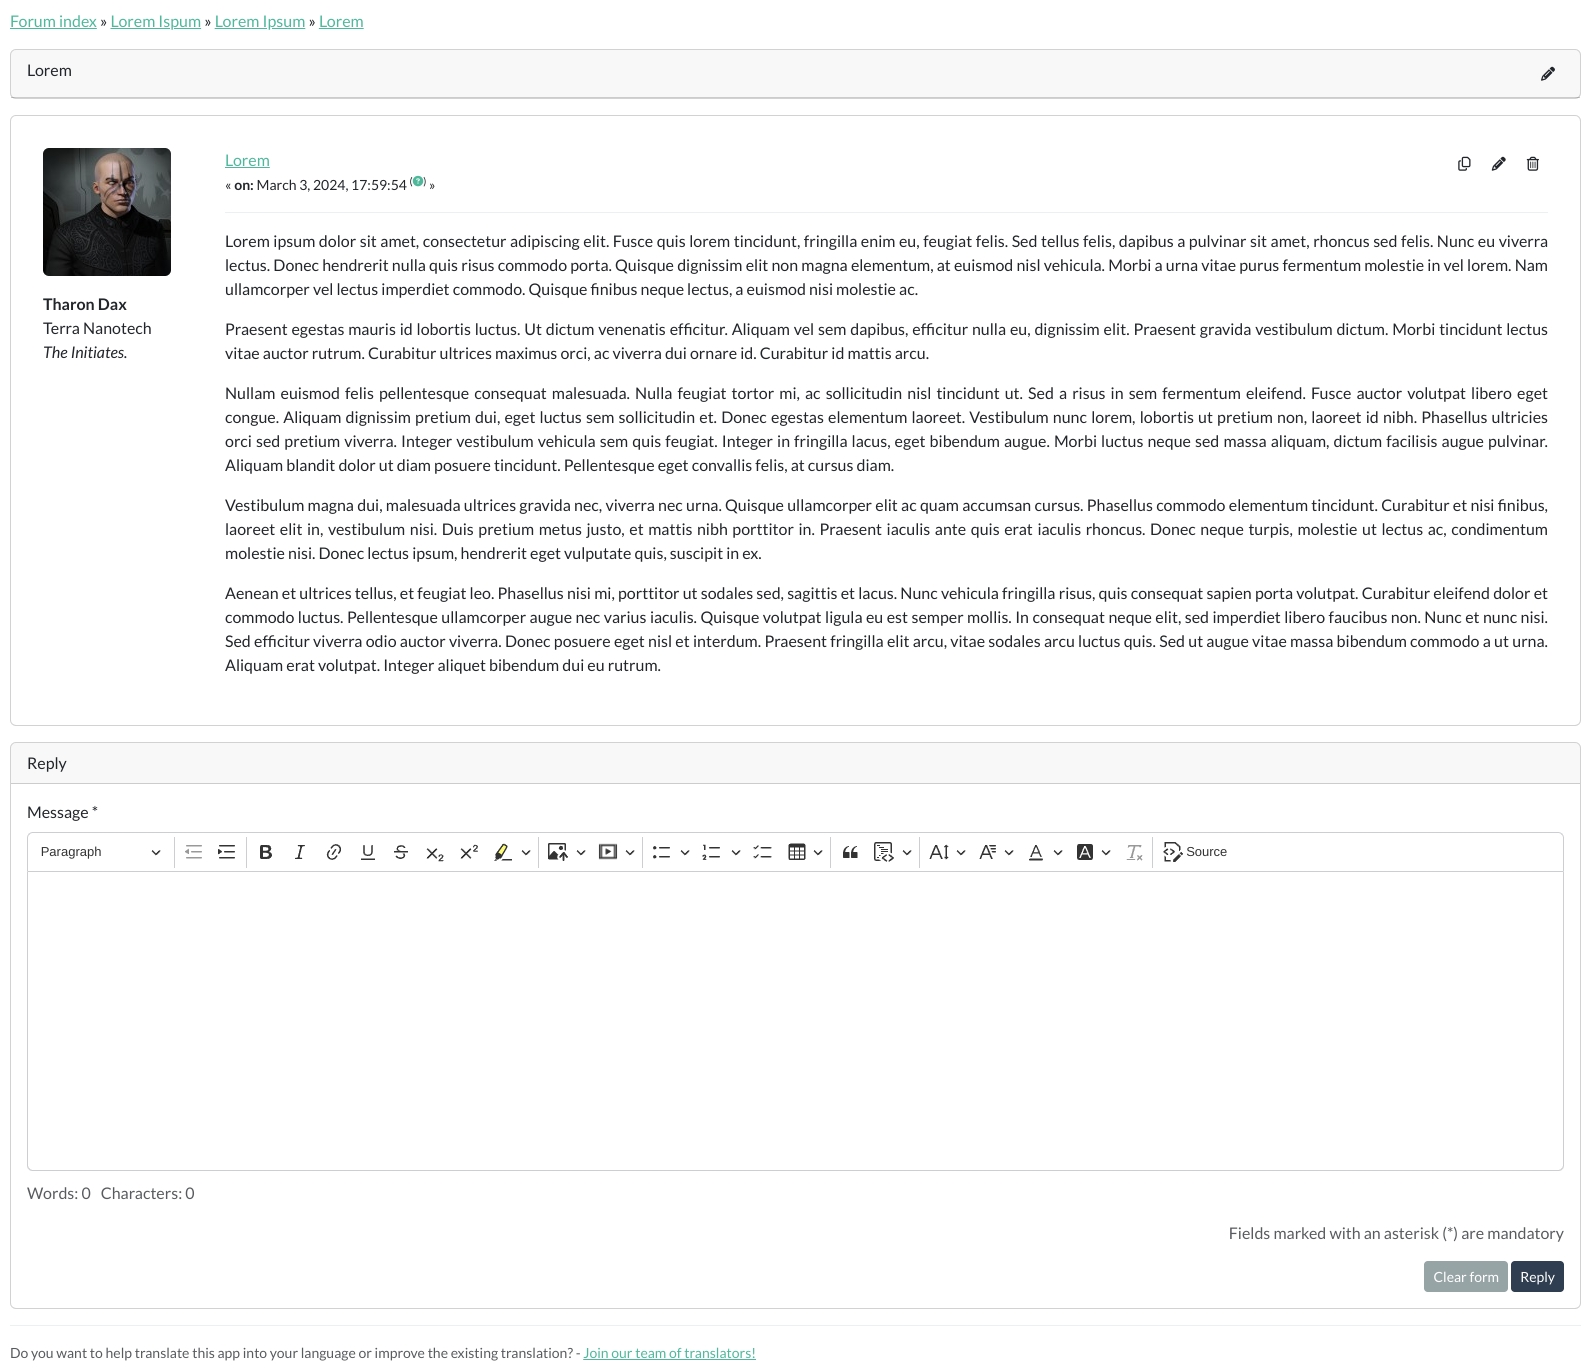 Forum index » Lorem Ispum » Lorem Ipsum » Lorem
Lorem
Lorem
« on: March 3, 2024, 17:59:54 (?) »
Tharon Dax
Terra Nanotech
The Initiates.
Lorem ipsum dolor sit amet, consectetur adipiscing elit. Fusce quis lorem tincidunt, fringilla enim eu, feugiat felis. Sed tellus felis, dapibus a pulvinar sit amet, rhoncus sed felis. Nunc eu viverra
lectus. Donec hendrerit nulla quis risus commodo porta. Quisque dignissim elit non magna elementum, at euismod nisl vehicula. Morbi a urna vitae purus fermentum molestie in vel lorem. Nam
ullamcorper vel lectus imperdiet commodo. Quisque finibus neque lectus, a euismod nisi molestie ac.
Praesent egestas mauris id lobortis luctus. Ut dictum venenatis efficitur. Aliquam vel sem dapibus, efficitur nulla eu, dignissim elit. Praesent gravida vestibulum dictum. Morbi tincidunt lectus
vitae auctor rutrum. Curabitur ultrices maximus orci, ac viverra dui ornare id. Curabitur id mattis arcu.
Nullam euismod felis pellentesque consequat malesuada. Nulla feugiat tortor mi, ac sollicitudin nisl tincidunt ut. Sed a risus in sem fermentum eleifend. Fusce auctor volutpat libero eget
congue. Aliquam dignissim pretium dui, eget luctus sem sollicitudin et. Donec egestas elementum laoreet. Vestibulum nunc lorem, lobortis ut pretium non, laoreet id nibh. Phasellus ultricies
orci sed pretium viverra. Integer vestibulum vehicula sem quis feugiat. Integer in fringilla lacus, eget bibendum augue. Morbi luctus neque sed massa aliquam, dictum facilisis augue pulvinar.
Aliquam blandit dolor ut diam posuere tincidunt. Pellentesque eget convallis felis, at cursus diam.
Vestibulum magna dui, malesuada ultrices gravida nec, viverra nec urna. Quisque ullamcorper elit ac quam accumsan cursus. Phasellus commodo elementum tincidunt. Curabitur et nisi finibus,
laoreet elit in, vestibulum nisi. Duis pretium metus justo, et mattis nibh porttitor in. Praesent iaculis ante quis erat iaculis rhoncus. Donec neque turpis, molestie ut lectus ac, condimentum
molestie nisi. Donec lectus ipsum, hendrerit eget vulputate quis, suscipit in ex.
Aenean et ultrices tellus, et feugiat leo. Phasellus nisi mi, porttitor ut sodales sed, sagittis et lacus. Nunc vehicula fringilla risus, quis consequat sapien porta volutpat. Curabitur eleifend dolor et
commodo luctus. Pellentesque ullamcorper augue nec varius iaculis. Quisque volutpat ligula eu est semper mollis. In consequat neque elit, sed imperdiet libero faucibus non. Nunc et nunc nisi.
Sed efficitur viverra odio auctor viverra. Donec posuere eget nisl et interdum. Praesent fringilla elit arcu, vitae sodales arcu luctus quis. Sed ut augue vitae massa bibendum commodo a ut urna.
Aliquam erat volutpat. Integer aliquet bibendum dui eu rutrum.
Reply
Message *
Paragraph
Source
Words: 0 Characters: 0
Fields marked with an asterisk (*) are mandatory
Clear form Reply
Do you want to help translate this app into your language or improve the existing translation? - Join our team of translators!